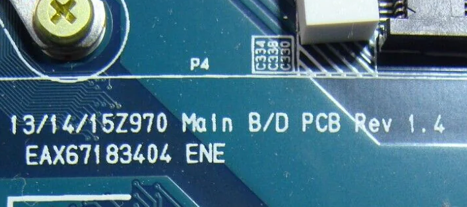 P4
C334
C338
C330
13/14/15Z970 Main B/D PCB Rev 1.4
EAX67183404 ENE